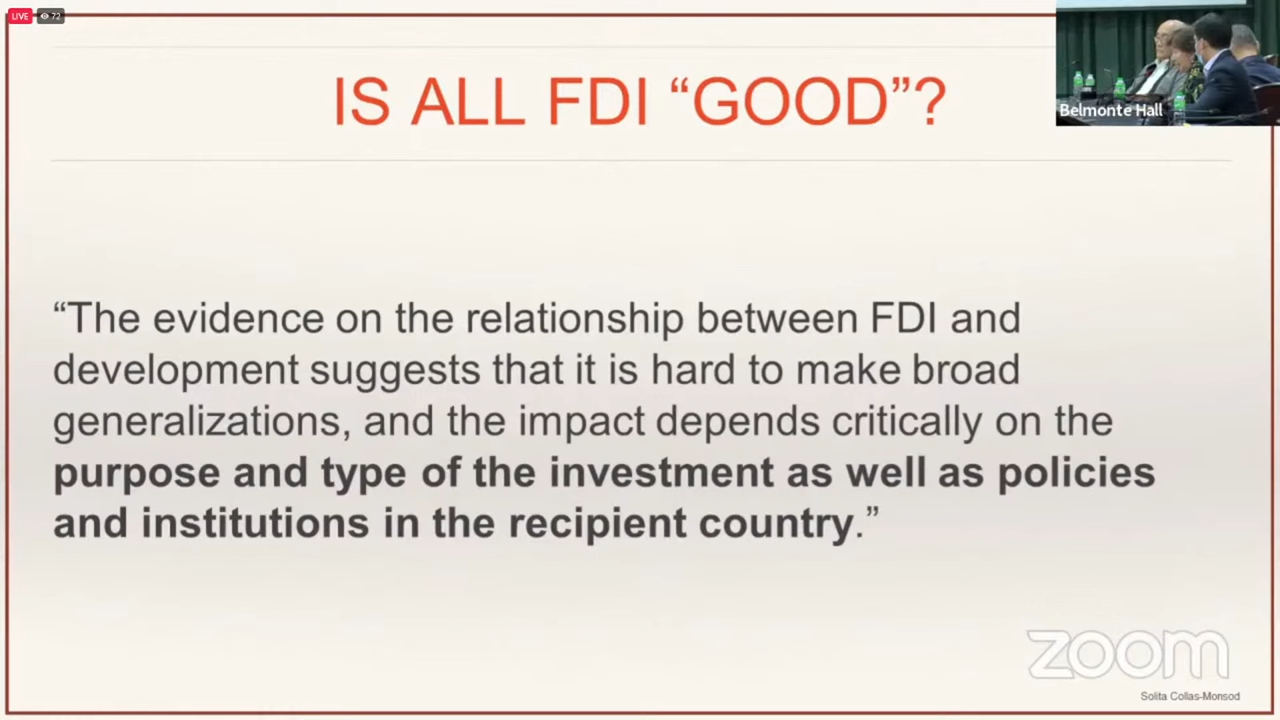 LIVE 72
IS ALL FDI “GOOD”?
Belmonte Hall
“The evidence on the relationship between FDI and
development suggests that it is hard to make broad
generalizations, and the impact depends critically on the
purpose and type of the investment as well as policies
and institutions in the recipient country.”
zoom
Solita Collas-Monsod